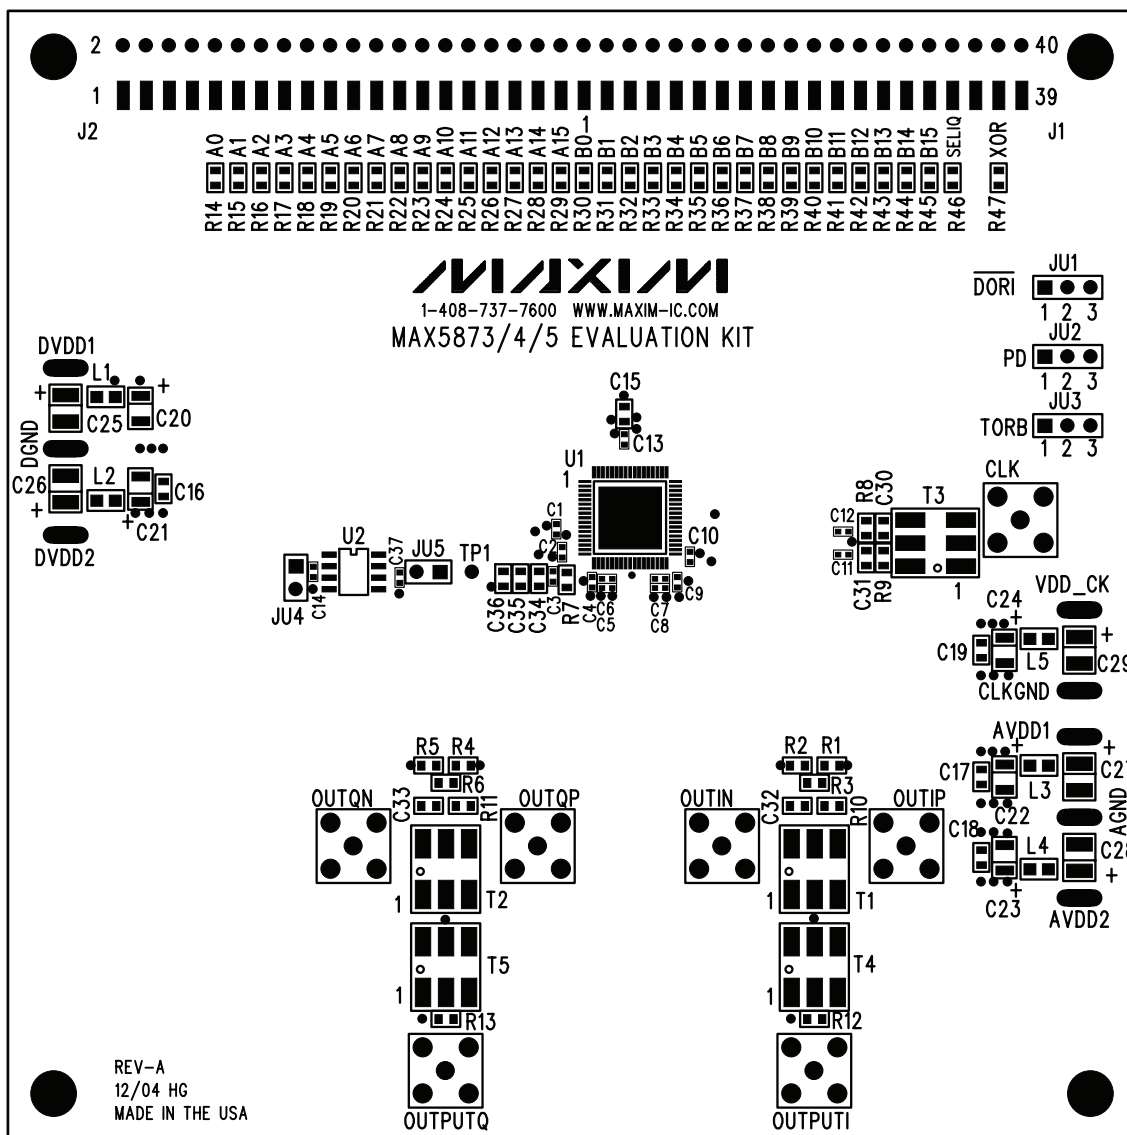 2 40
1 39
J2 1 J1
A0 A1 A2 A3 A4 A5 A6 A7 A8 A9 A10 A11 A12 A13 A14 A15 B0 B1 B2 B3 B4 B5 B6 B7 B8 B9 B10 B11 B12 B13 B14 B15 SELIQ XOR
R14 R15 R16 R17 R18 R19 R20 R21 R22 R23 R24 R25 R26 R27 R28 R29 R30 R31 R32 R33 R34 R35 R36 R37 R38 R39 R40 R41 R42 R43 R44 R45 R46 R47
MAXIM
1-408-737-7600 WWW.MAXIM-IC.COM
MAX5873/4/5 EVALUATION KIT
JU1
DORI
1 2 3
JU2
PD
1 2 3
JU3
TORB
1 2 3
DVDD1
L1
+ +
C25 C20
DGND
C26 L2 C16
+ + C21
DVDD2
C15
C13
U1
1
C1
C2
C10
U2 C37 JU5 TP1
JU4 C14
C36 C35 C34 C3 R7 C4 C6 C5 C7 C8 C9
CLK
R8 C30 T3
C12
C11
C31 R9 1
VDD_CK
C24 +
C19 L5 + C29
CLKGND
AVDD1
+ +
C17 L3 C27
C22 AGND
C18 L4 C28
+ +
C23
AVDD2
R5 R4
R6
OUTQN C33 R11 OUTQP
1 T2
T5
1
R13
OUTPUTQ
R2 R1
R3
OUTIN C32 R10 OUTIP
1 T1
T4
1
R12
OUTPUTI
REV-A
12/04 HG
MADE IN THE USA